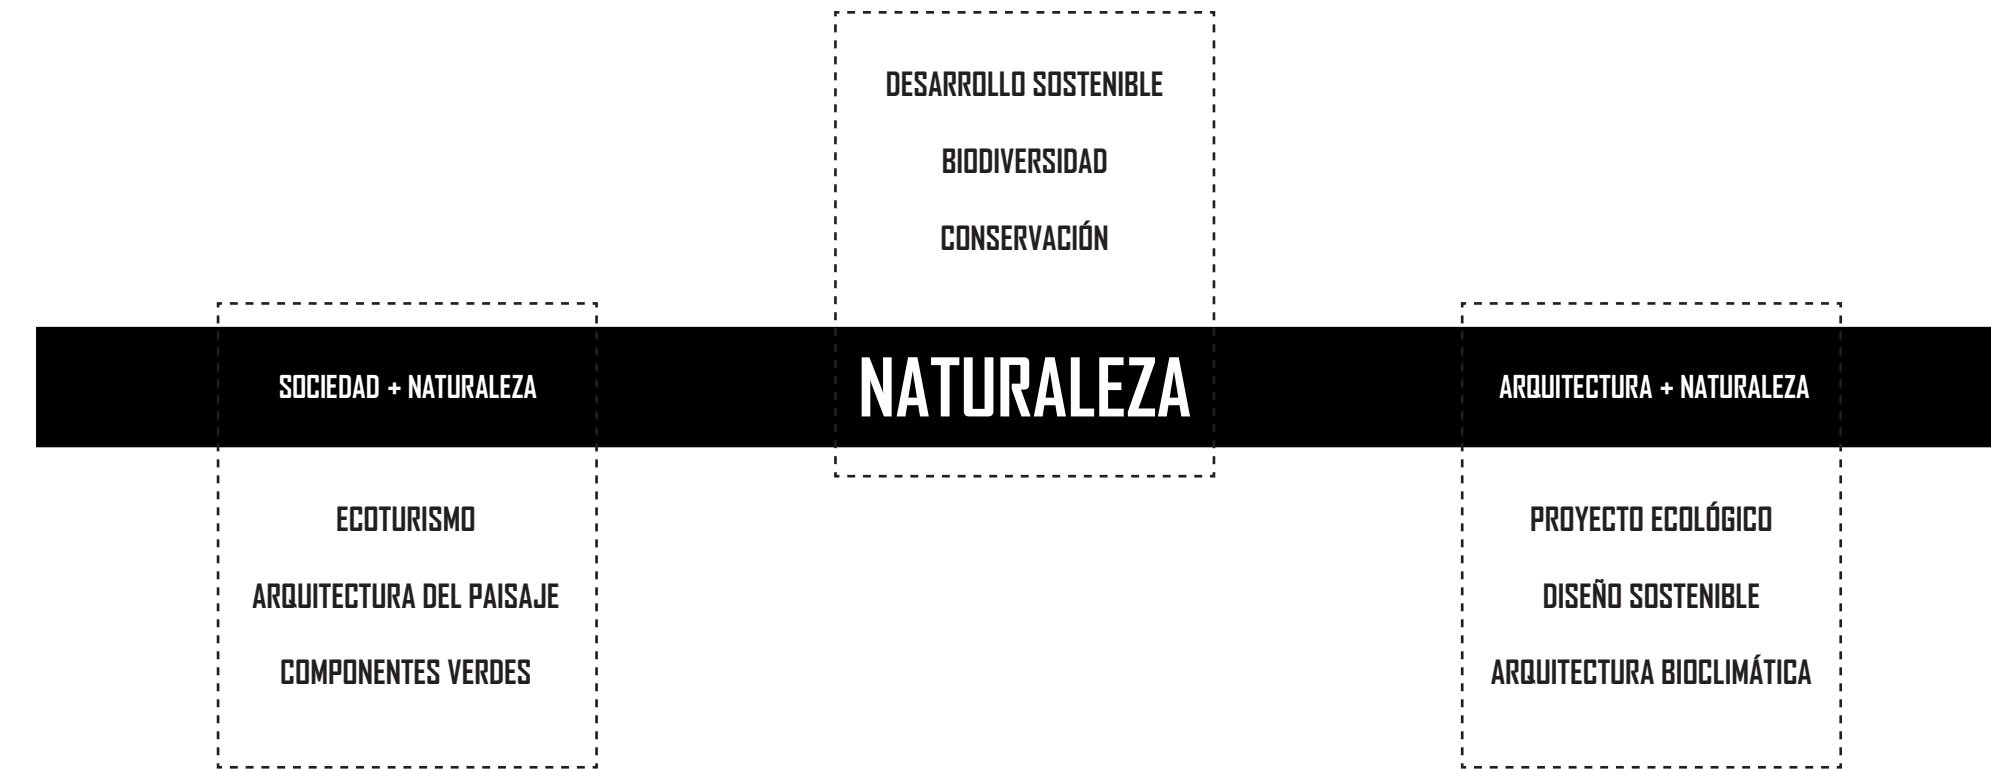 DESARROLLO SOSTENIBLE
BIODIVERSIDAD
CONSERVACIÓN
SOCIEDAD + NATURALEZA
NATURALEZA
ARQUITECTURA + NATURALEZA
ECOTURISMO
ARQUITECTURA DEL PAISAJE
COMPONENTES VERDES
PROYECTO ECOLÓGICO
DISEÑO SOSTENIBLE
ARQUITECTURA BIOCLIMÁTICA